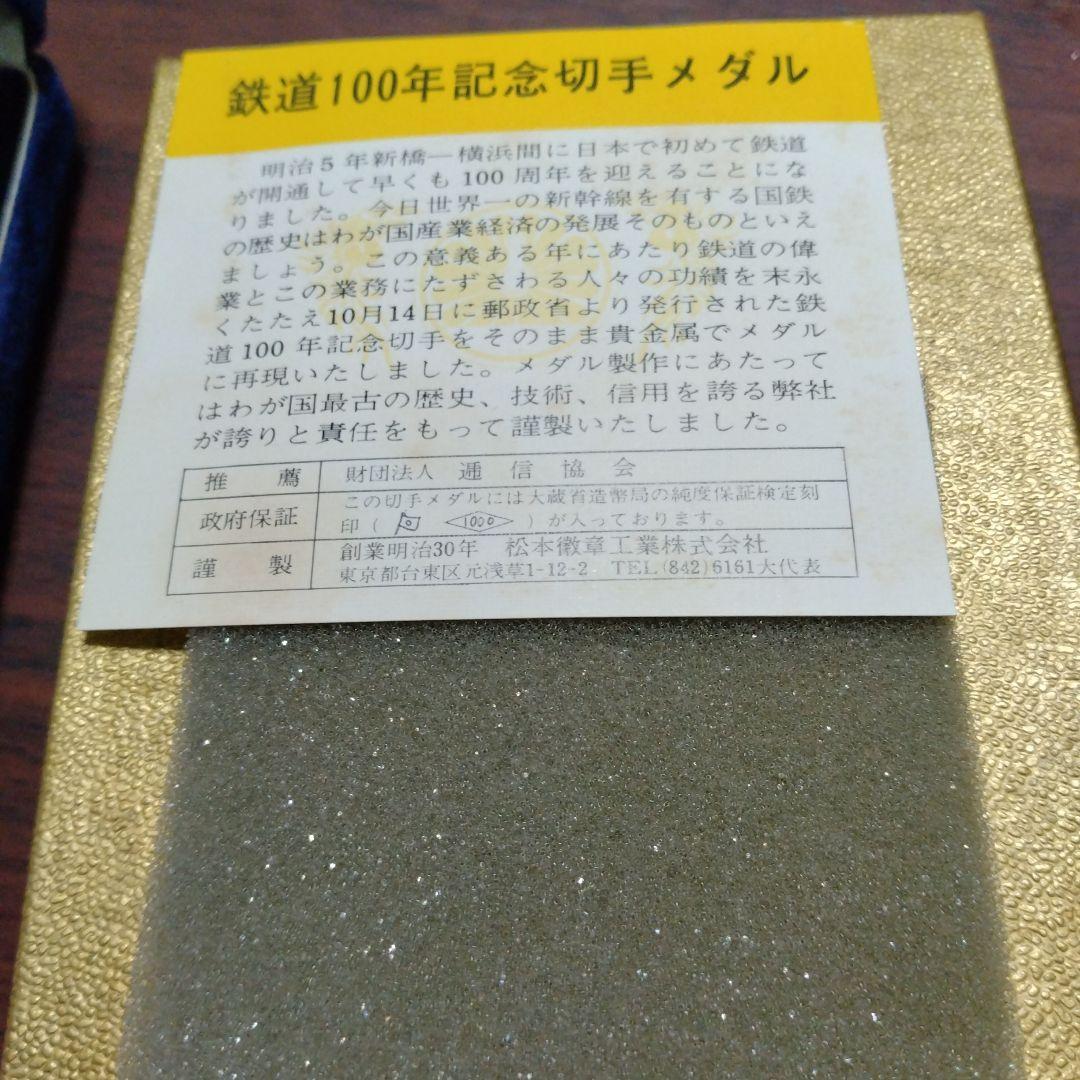 鉄道100年記念切手メダル
明治5年新橋―横浜間に日本で初めて鉄道
が開通して早くも100周年を迎えることにな
りました。今日世界一の新幹線を有する国鉄
の歴史はわが国産業経済の発展そのものといえ
ましょう。この意義ある年にあたり鉄道の偉
業とこの業務にたずさわる人々の功績を末永
くたたえ10月14日に郵政省より発行された鉄
道100年記念切手をそのまま貴金属でメダル
に再現いたしました。メダル製作にあたって
はわが国最古の歴史、技術、信用を誇る弊社
が誇りと責任をもって謹製いたしました。
推薦 財団法人 逓信協会
政府保証 この切手メダルには大蔵省造幣局の純度保証検定刻
印( 1000 )が入っております。
謹製 創業明治30年 松本徽章工業株式会社
東京都台東区元浅草1-12-2 TEL(842)6161大代表